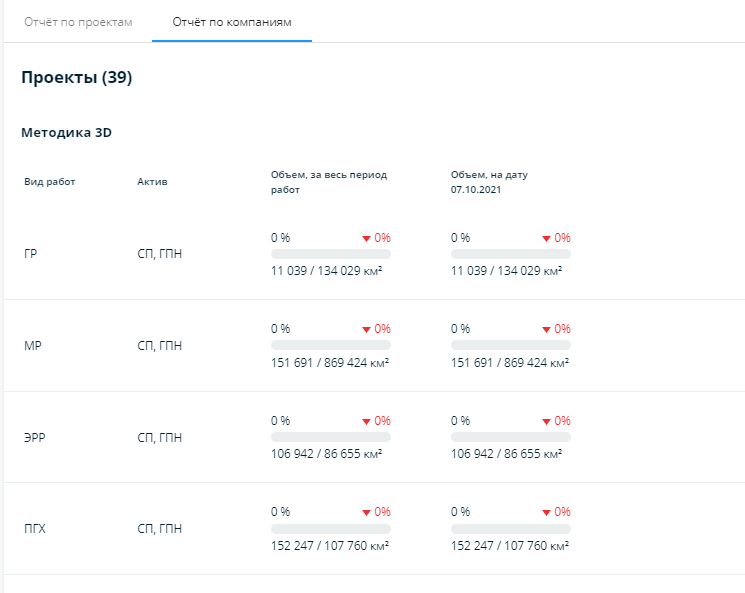 Отчёт по проектам Отчёт по компаниям
Проекты (39)
Методика 3D
Вид работ Актив Объем, за весь период работ Объем, на дату 07.10.2021
0 % 0% 0 % 0%
ГР СП, ГПН
11 039 / 134 029 км² 11 039 / 134 029 км²
0 % 0% 0 % 0%
МР СП, ГПН
151 691 / 869 424 км² 151 691 / 869 424 км²
0 % 0% 0 % 0%
ЭРР СП, ГПН
106 942 / 86 655 км² 106 942 / 86 655 км²
0 % 0% 0 % 0%
ПГХ СП, ГПН
152 247 / 107 760 км² 152 247 / 107 760 км²